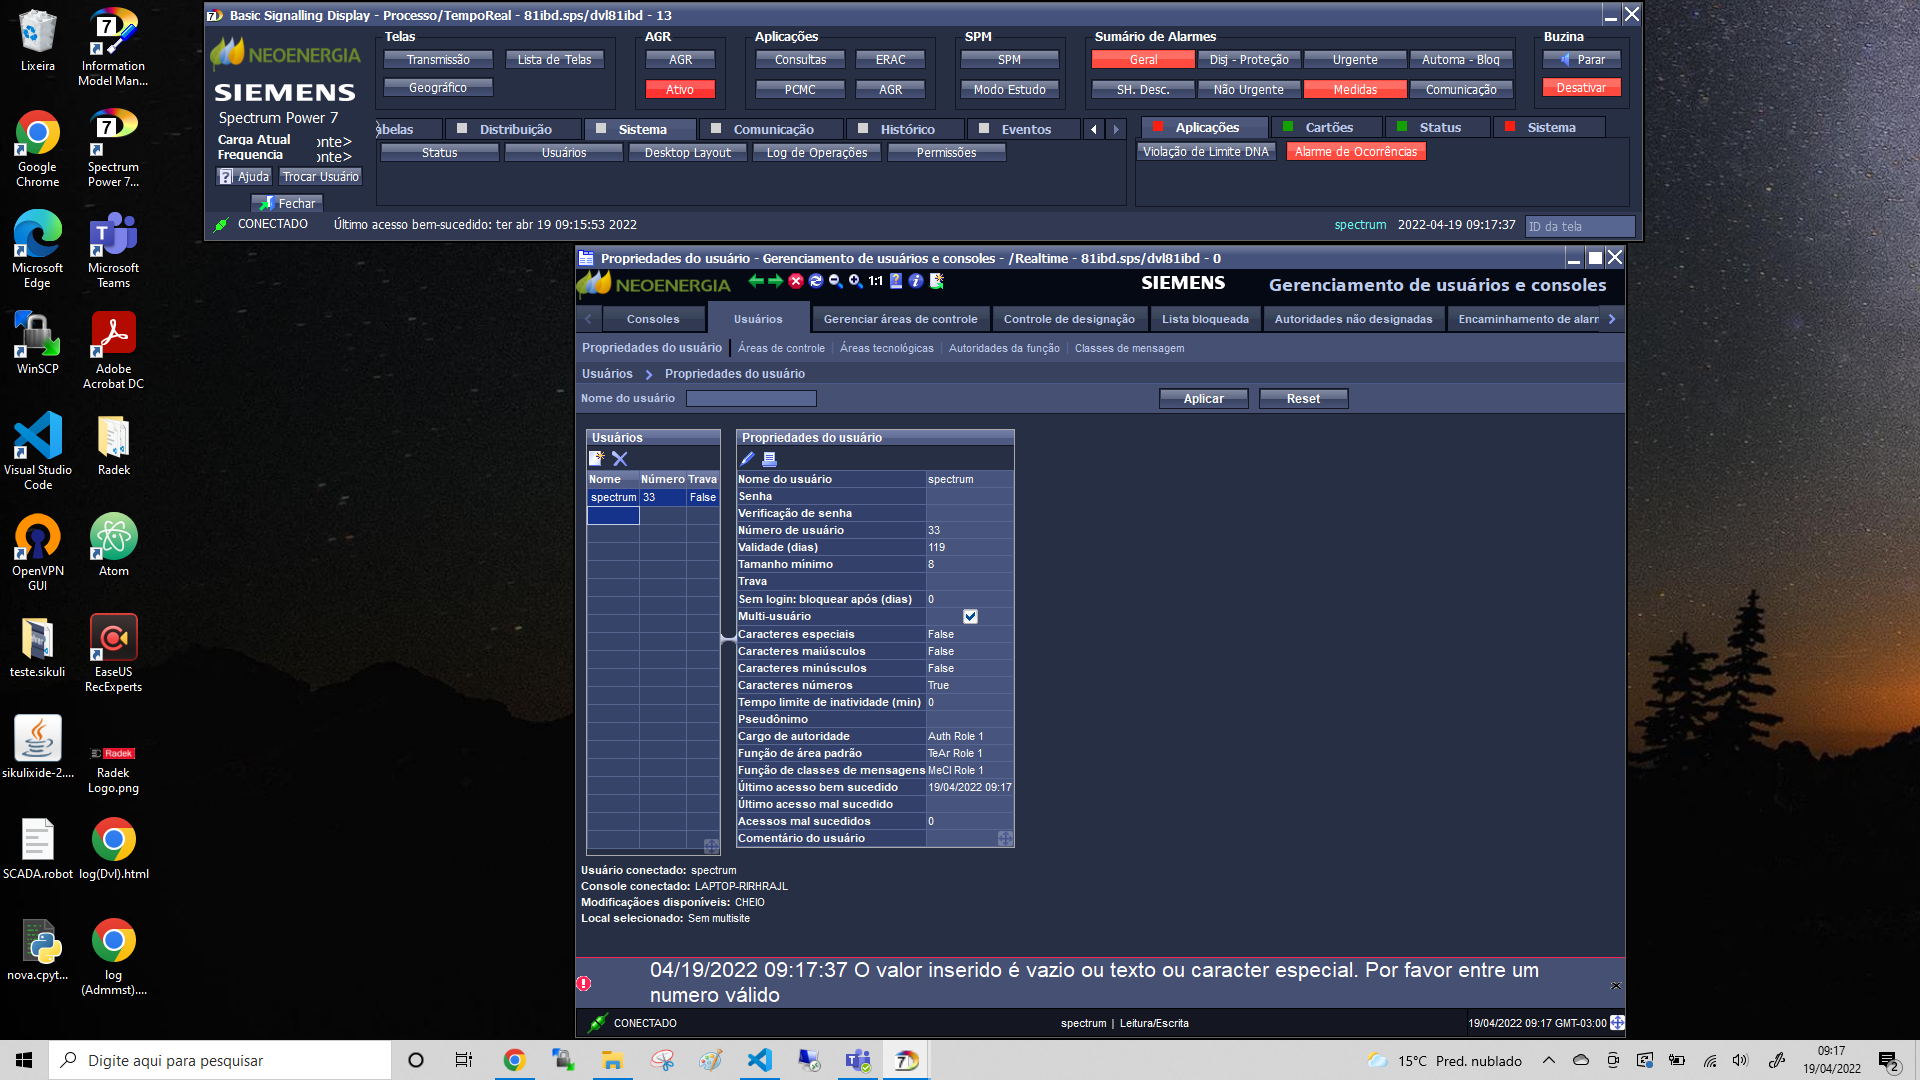 Lixeira
Information Model Man...
Google Chrome
Spectrum Power 7...
Microsoft Edge
Microsoft Teams
WinSCP
Adobe Acrobat DC
Visual Studio Code
Radek
OpenVPN GUI
Atom
teste.sikuli
EaseUS RecExperts
sikulixide-2....
Radek Logo.png
SCADA.robot
log(Dvl).html
nova.cpyt...
log (Admmst)....
Basic Signalling Display - Processo/TempoReal - 81ibd.sps/dvl81ibd - 13
NEOENERGIA
SIEMENS
Spectrum Power 7
Carga Atual onte>
Frequencia onte>
Ajuda Trocar Usuário
Fechar
Telas
Transmissão Lista de Telas
Geográfico
AGR
AGR
Ativo
Aplicações
Consultas ERAC
PCMC AGR
SPM
SPM
Modo Estudo
Sumário de Alarmes
Geral Disj - Proteção Urgente Automa - Bloq
SH. Desc. Não Urgente Medidas Comunicação
Buzina
Parar
Desativar
abelas Distribuição Sistema Comunicação Histórico Eventos
Status Usuários Desktop Layout Log de Operações Permissões
Aplicações Cartões Status Sistema
Violação de Limite DNA Alarme de Ocorrências
CONECTADO Último acesso bem-sucedido: ter abr 19 09:15:53 2022 spectrum 2022-04-19 09:17:37 ID da tela
Propriedades do usuário - Gerenciamento de usuários e consoles - /Realtime - 81ibd.sps/dvl81ibd - 0
NEOENERGIA 1:1 SIEMENS Gerenciamento de usuários e consoles
Consoles Usuários Gerenciar áreas de controle Controle de designação Lista bloqueada Autoridades não designadas Encaminhamento de alarr
Propriedades do usuário Áreas de controle Áreas tecnológicas Autoridades da função Classes de mensagem
Usuários Propriedades do usuário
Nome do usuário Aplicar Reset
Usuários
Nome Número Trava
spectrum 33 False
Propriedades do usuário
Nome do usuário spectrum
Senha
Verificação de senha
Número de usuário 33
Validade (dias) 119
Tamanho mínimo 8
Trava
Sem login: bloquear após (dias) 0
Multi-usuário
Caracteres especiais False
Caracteres maiúsculos False
Caracteres minúsculos False
Caracteres números True
Tempo limite de inatividade (min) 0
Pseudônimo
Cargo de autoridade Auth Role 1
Função de área padrão TeAr Role 1
Função de classes de mensagens MeCl Role 1
Último acesso bem sucedido 19/04/2022 09:17
Último acesso mal sucedido
Acessos mal sucedidos 0
Comentário do usuário
Usuário conectado: spectrum
Console conectado: LAPTOP-RIRHRAJL
Modificaçãoes disponíveis: CHEIO
Local selecionado: Sem multisite
04/19/2022 09:17:37 O valor inserido é vazio ou texto ou caracter especial. Por favor entre um
numero válido
CONECTADO spectrum | Leitura/Escrita 19/04/2022 09:17 GMT-03:00
Digite aqui para pesquisar
15°C Pred. nublado
09:17
19/04/2022
2